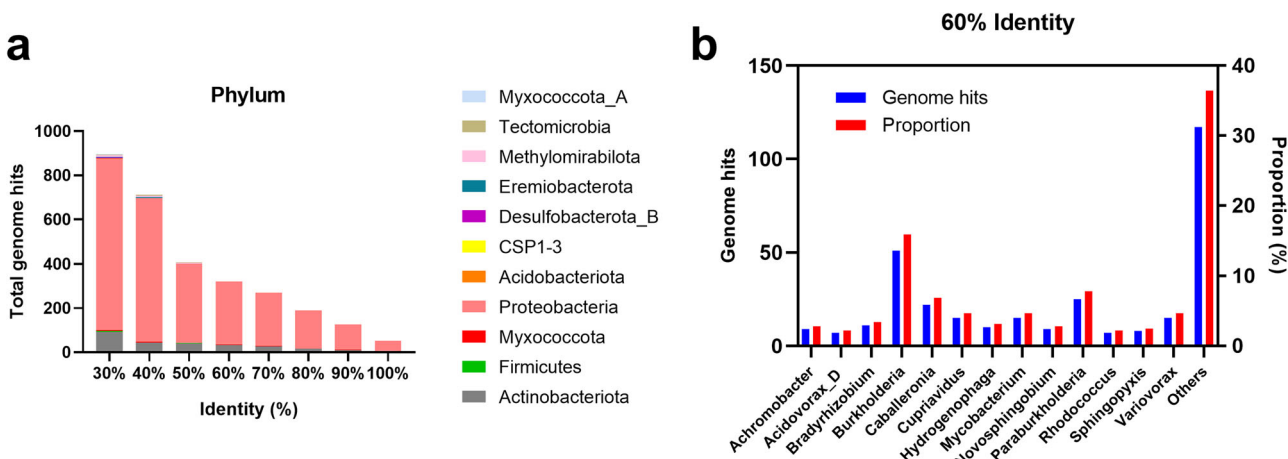 a
Phylum
Total genome hits
1000
800
600
400
200
0
30% 40% 50% 60% 70% 80% 90% 100%
Identity (%)
Myxococcota_A
Tectomicrobia
Methylomirabilota
Eremiobacterota
Desulfobacterota_B
CSP1-3
Acidobacteriota
Proteobacteria
Myxococcota
Firmicutes
Actinobacteriota
b
60% Identity
Genome hits
150
100
50
0
Genome hits
Proportion
40
30
20
10
0
Proportion (%)
Achromobacter
Acidovorax_D
Bradyrhizobium
Burkholderia
Caballeronia
Cupriavidus
Hydrogenophaga
Mycobacterium
Novosphingobium
Paraburkholderia
Rhodococcus
Sphingopyxis
Variovorax
Others